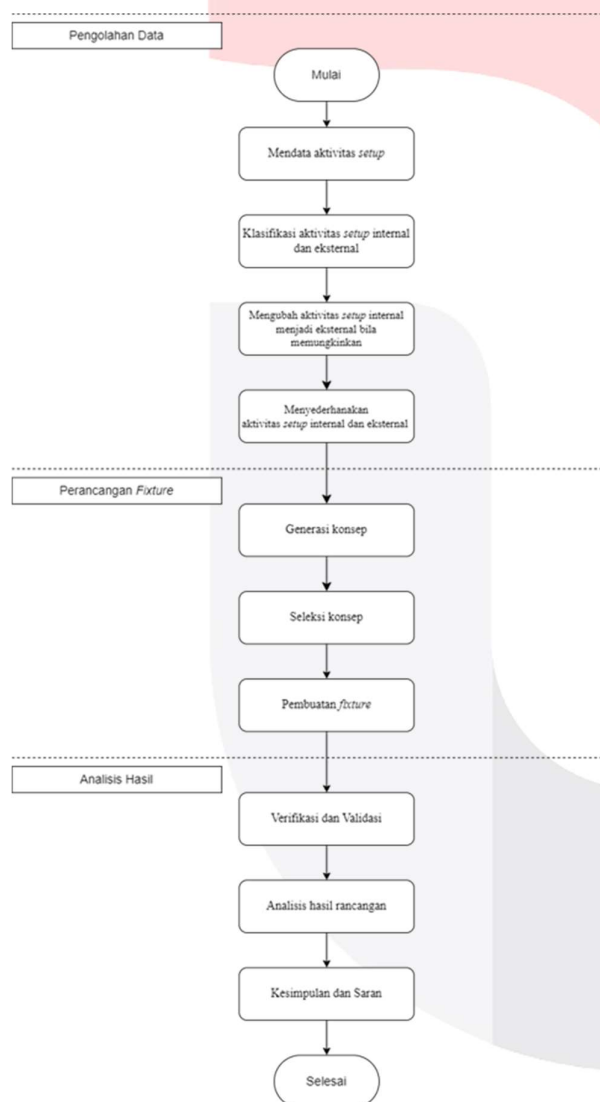 Pengolahan Data
Mulai
Mendata aktivitas setup
Klasifikasi aktivitas setup internal
dan eksternal
Mengubah aktivitas setup internal
menjadi eksternal bila
memungkinkan
Menyederhanakan
aktivitas setup internal dan eksternal
Perancangan Fixture
Generasi konsep
Seleksi konsep
Pembuatan fixture
Analisis Hasil
Verifikasi dan Validasi
Analisis hasil rancangan
Kesimpulan dan Saran
Selesai